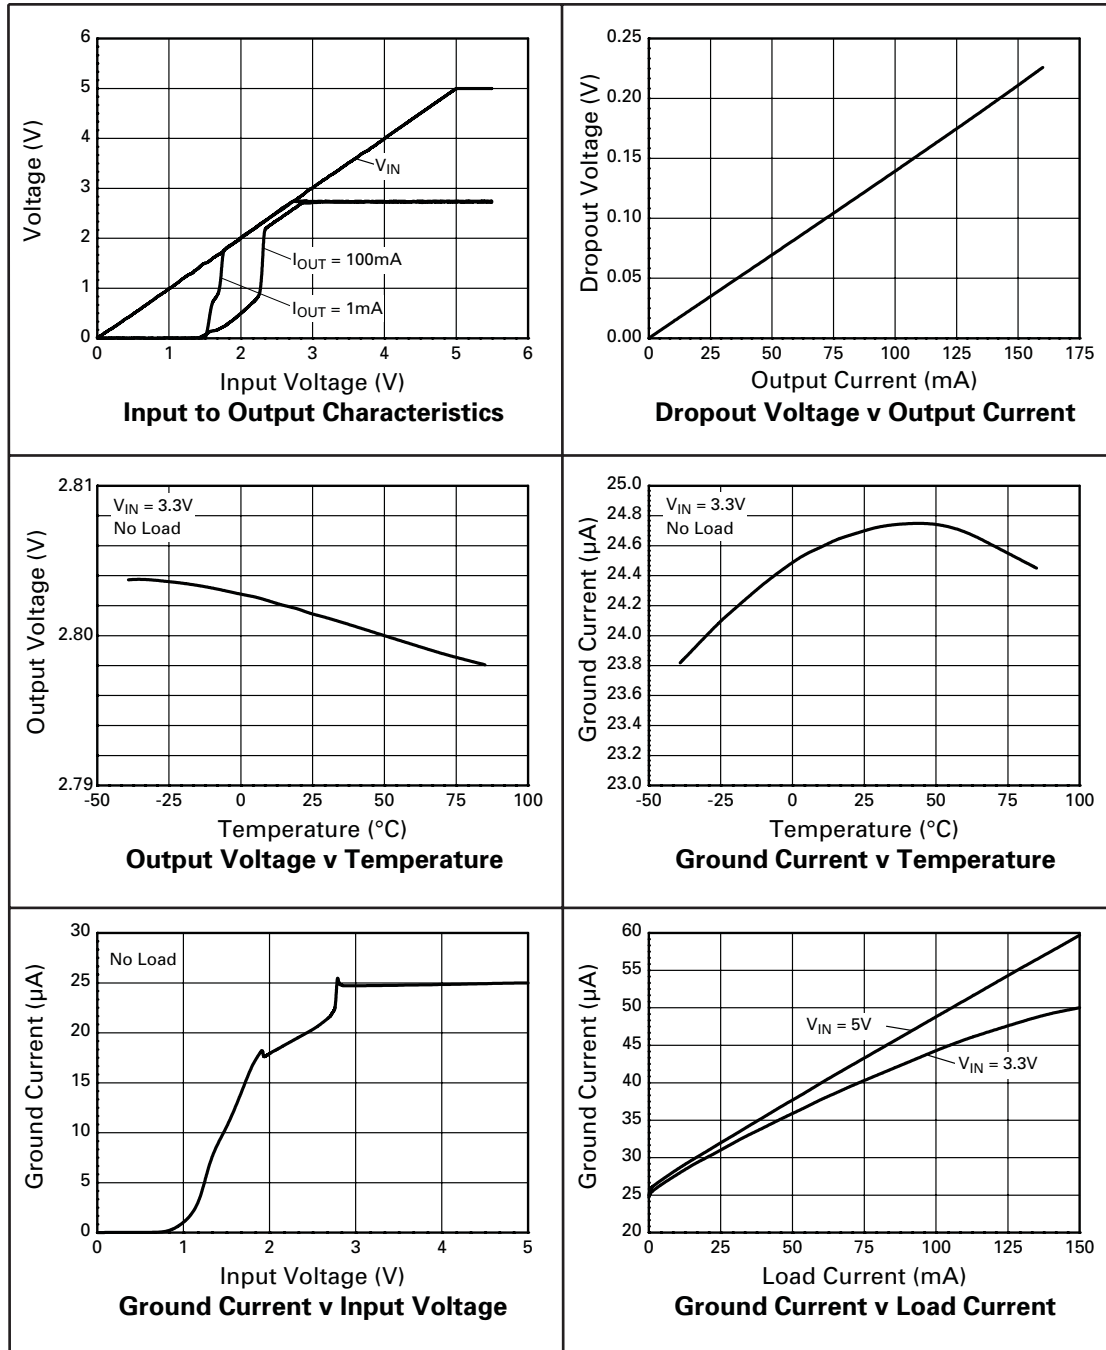 6
5
4
3
2
1
0
Voltage (V)
V_IN
I_OUT = 100mA
I_OUT = 1mA
0 1 2 3 4 5 6
Input Voltage (V)
Input to Output Characteristics
0.25
0.20
0.15
0.10
0.05
0.00
Dropout Voltage (V)
0 25 50 75 100 125 150 175
Output Current (mA)
Dropout Voltage v Output Current
2.81
2.80
2.79
Output Voltage (V)
V_IN = 3.3V
No Load
-50 -25 0 25 50 75 100
Temperature (°C)
Output Voltage v Temperature
25.0
24.8
24.6
24.4
24.2
24.0
23.8
23.6
23.4
23.2
23.0
Ground Current (µA)
V_IN = 3.3V
No Load
-50 -25 0 25 50 75 100
Temperature (°C)
Ground Current v Temperature
30
25
20
15
10
5
0
Ground Current (µA)
No Load
0 1 2 3 4 5
Input Voltage (V)
Ground Current v Input Voltage
60
55
50
45
40
35
30
25
20
Ground Current (µA)
V_IN = 5V
V_IN = 3.3V
0 25 50 75 100 125 150
Load Current (mA)
Ground Current v Load Current